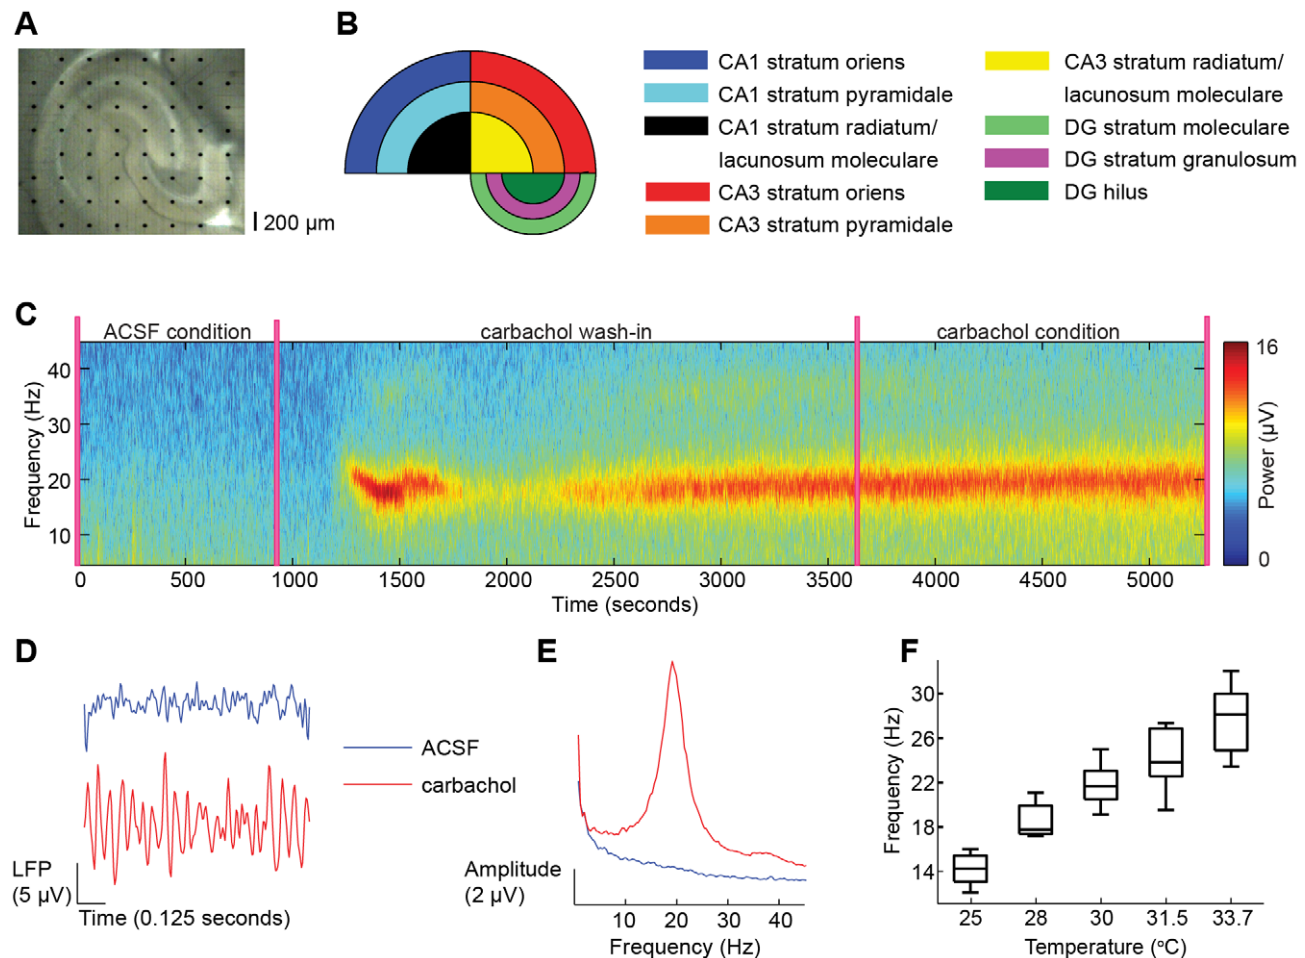 A
200 µm
B
CA1 stratum oriens
CA1 stratum pyramidale
CA1 stratum radiatum/
lacunosum moleculare
CA3 stratum oriens
CA3 stratum pyramidale
CA3 stratum radiatum/
lacunosum moleculare
DG stratum moleculare
DG stratum granulosum
DG hilus
C
ACSF condition
carbachol wash-in
carbachol condition
Frequency (Hz)
40
30
20
10
0
500
1000
1500
2000
2500
3000
3500
4000
4500
5000
Time (seconds)
16
0
Power (µV)
D
ACSF
carbachol
LFP
(5 µV)
Time (0.125 seconds)
E
Amplitude
(2 µV)
10
20
30
40
Frequency (Hz)
F
Frequency (Hz)
30
26
22
18
14
25
28
30
31.5
33.7
Temperature (ºC)